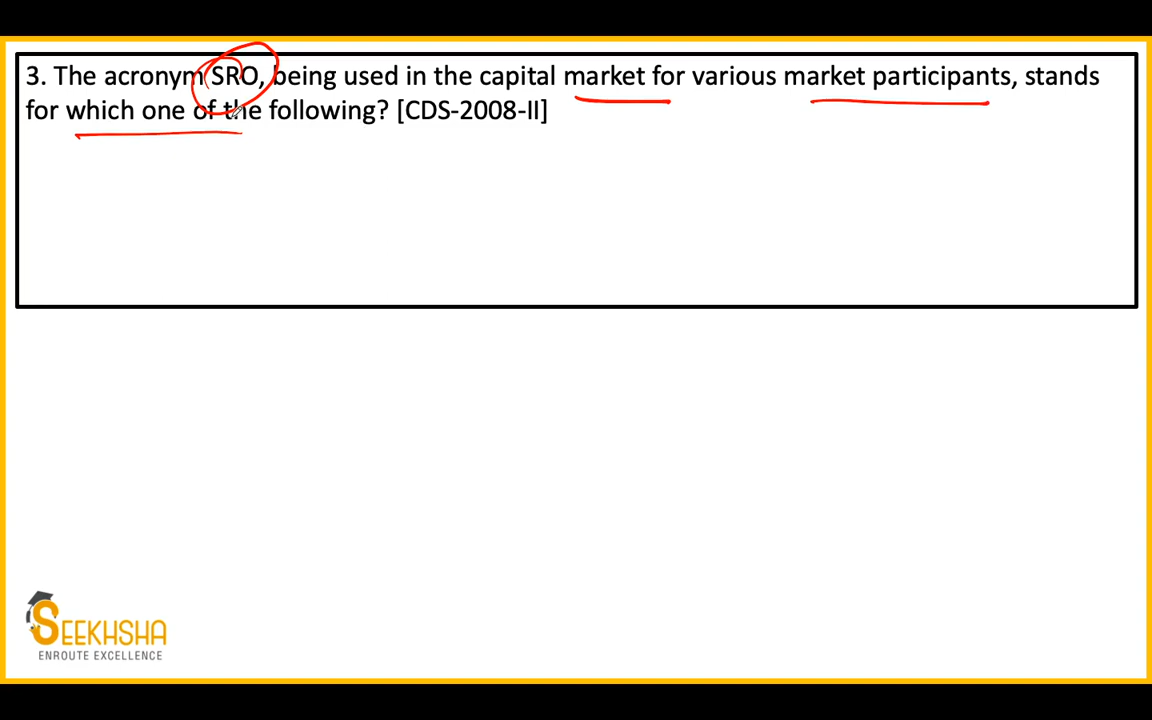 3. The acronym SRO, being used in the capital market for various market participants, stands
for which one of the following? [CDS-2008-II]
SEEKHSHA
ENROUTE EXCELLENCE